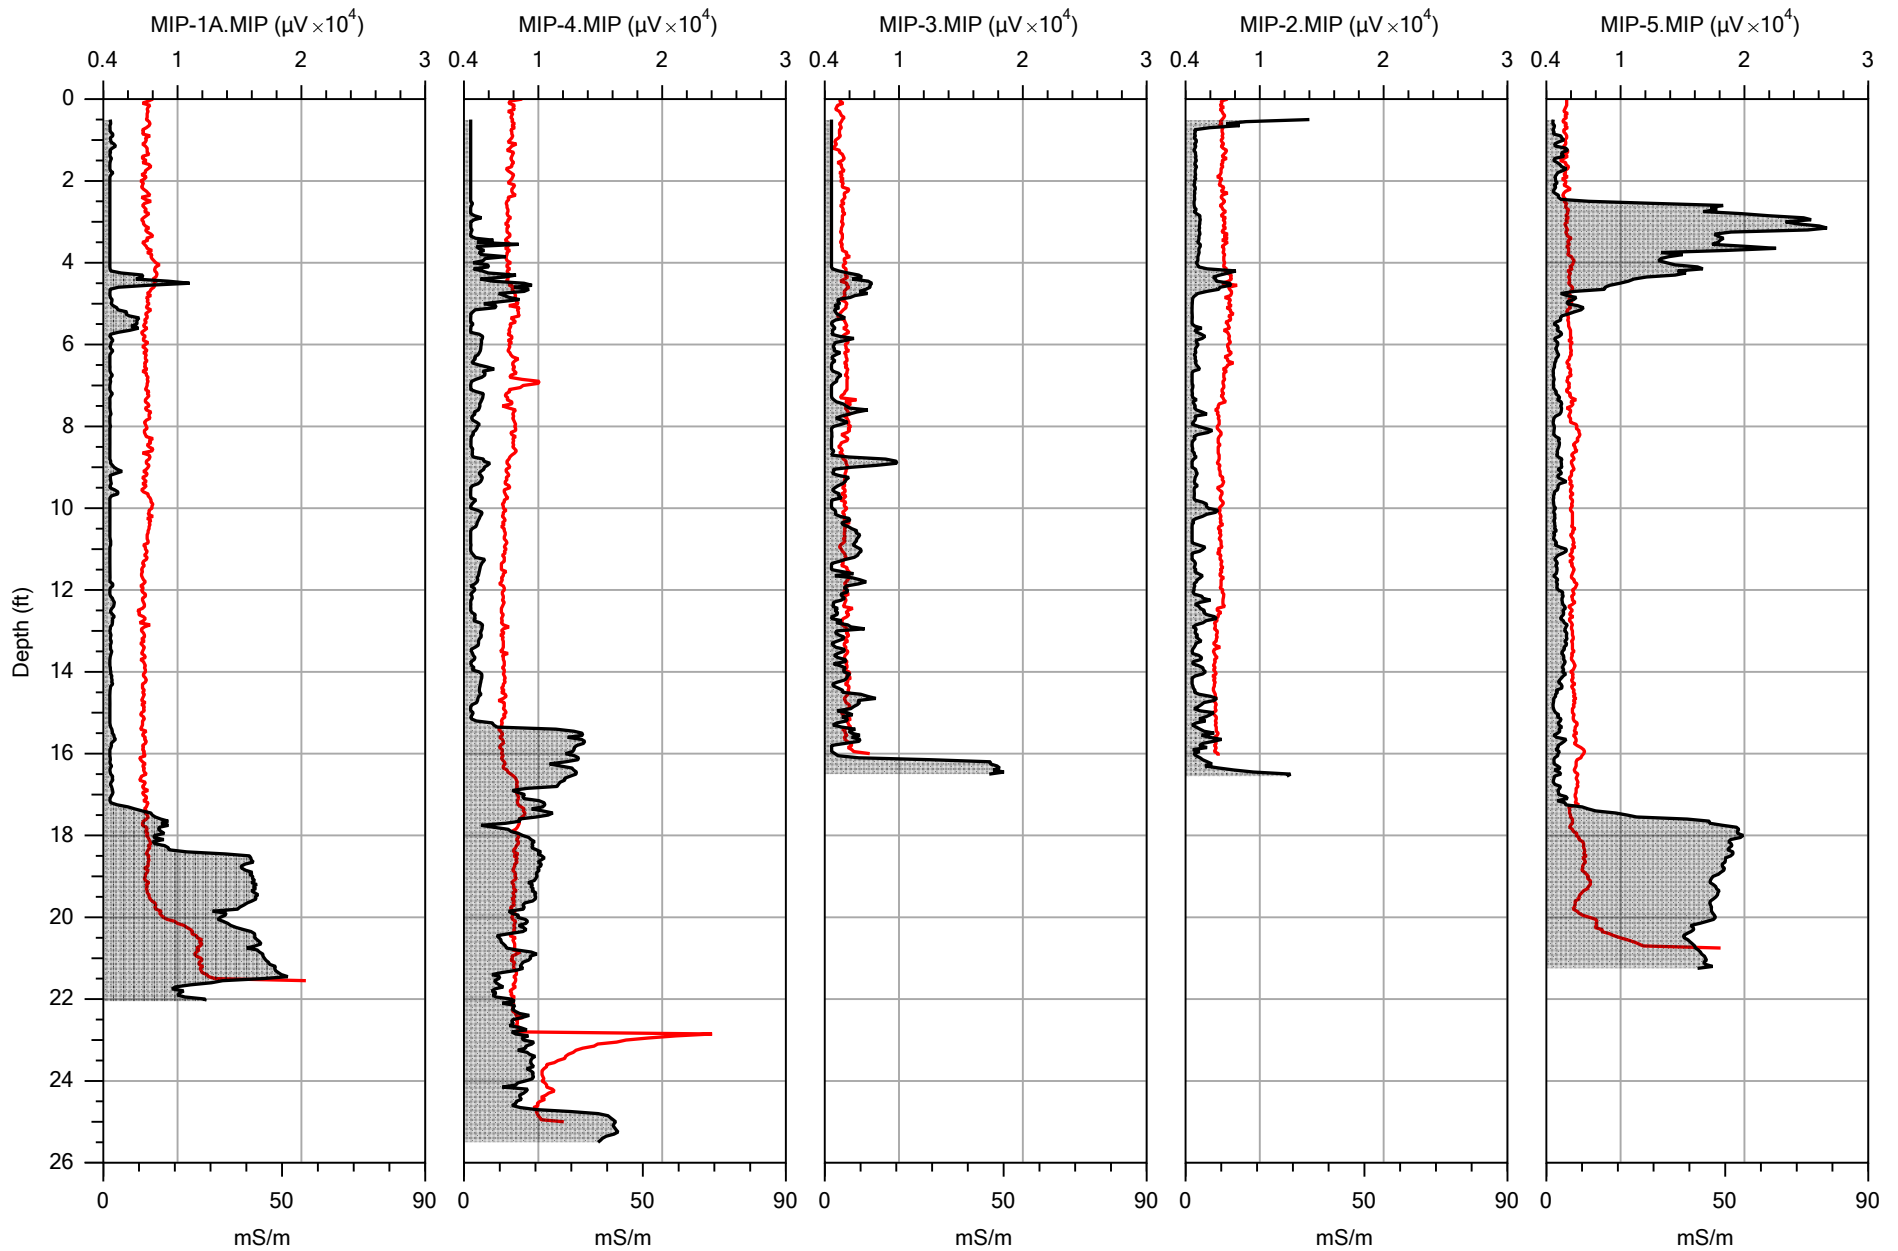 MIP-1A.MIP (µV×10⁴) MIP-4.MIP (µV×10⁴) MIP-3.MIP (µV×10⁴) MIP-2.MIP (µV×10⁴) MIP-5.MIP (µV×10⁴)
0.4 1 2 3 0.4 1 2 3 0.4 1 2 3 0.4 1 2 3 0.4 1 2 3
0
2
4
6
8
10
12
Depth (ft)
14
16
18
20
22
24
26
0 50 90 0 50 90 0 50 90 0 50 90 0 50 90
mS/m mS/m mS/m mS/m mS/m